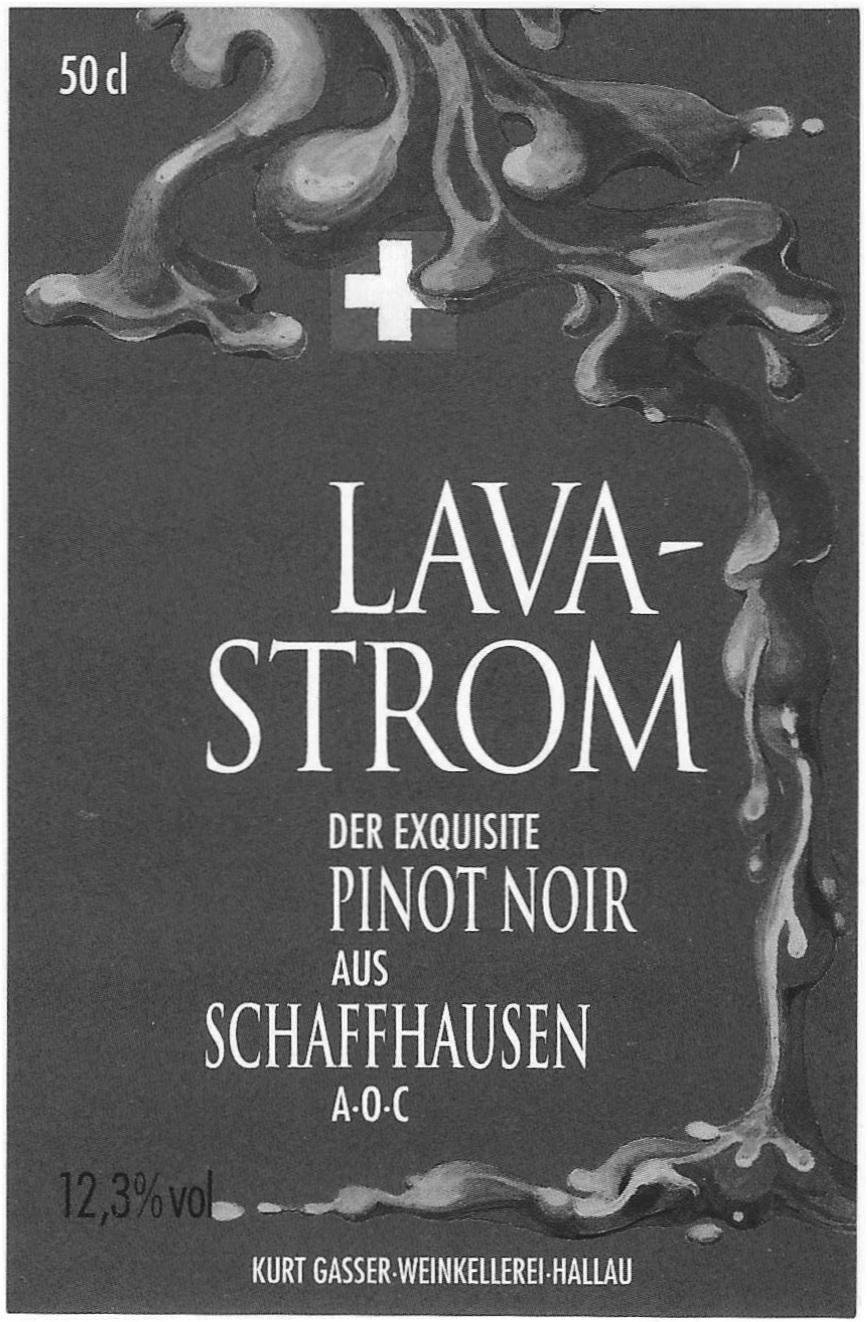 50 cl
LAVA-
STROM
DER EXQUISITE
PINOT NOIR
AUS
SCHAFFHAUSEN
A·O·C
12,3% vol
KURT GASSER·WEINKELLEREI·HALLAU